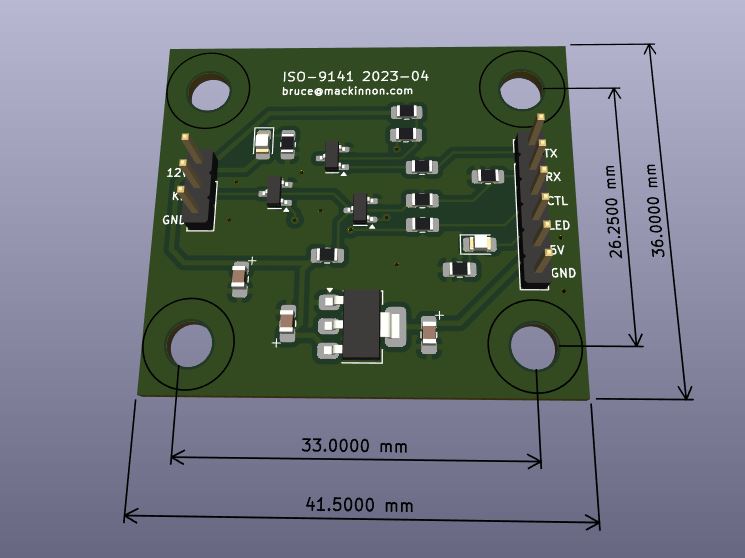 ISO-9141 2023-04
bruce@mackinnon.com
TX
RX
CTL
LED
5V
GND
12V
K
GND
26.2500 mm
36.0000 mm
33.0000 mm
41.5000 mm